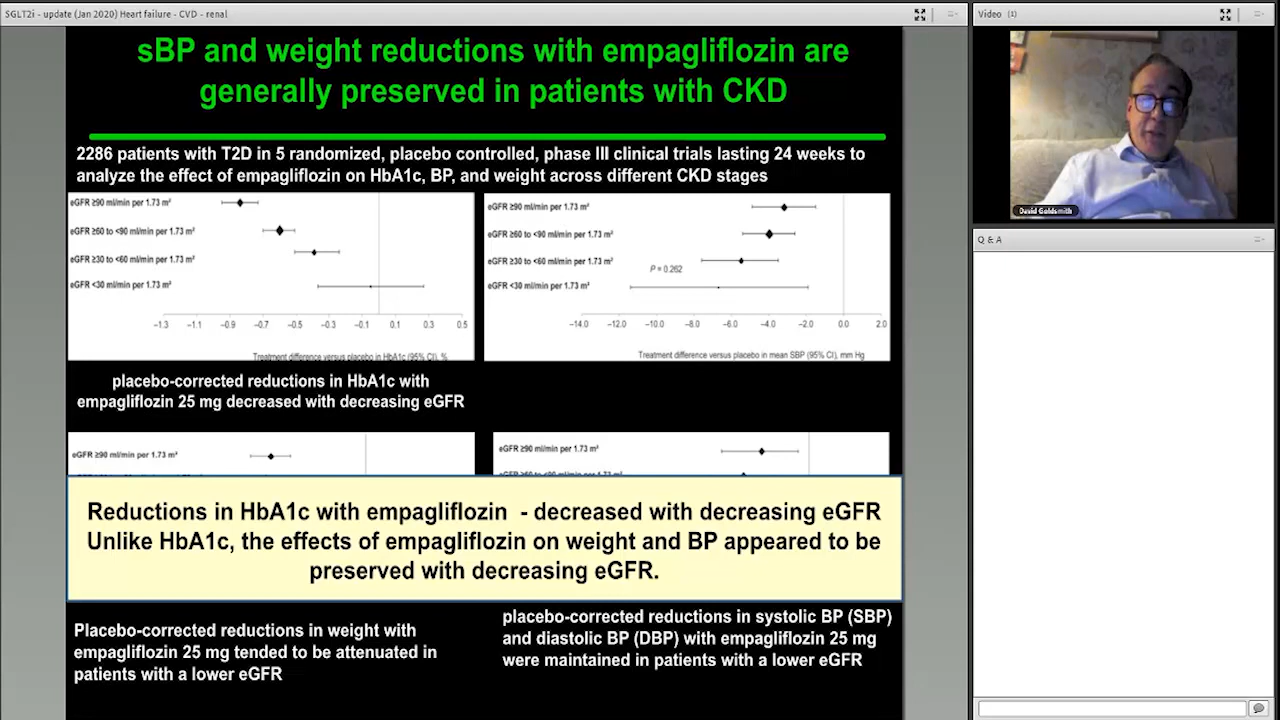 SGLT2i - update (Jan 2020) Heart failure - CVD - renal
Video (1)
sBP and weight reductions with empagliflozin are
generally preserved in patients with CKD
David Goldsmith
2286 patients with T2D in 5 randomized, placebo controlled, phase III clinical trials lasting 24 weeks to
analyze the effect of empagliflozin on HbA1c, BP, and weight across different CKD stages
Q & A
eGFR ≥90 ml/min per 1.73 m²
eGFR ≥60 to <90 ml/min per 1.73 m²
eGFR ≥30 to <60 ml/min per 1.73 m²
eGFR <30 ml/min per 1.73 m²
−1.3 −1.1 −0.9 −0.7 −0.5 −0.3 −0.1 0.1 0.3 0.5
Treatment difference versus placebo in HbA1c (95% CI), %
eGFR ≥90 ml/min per 1.73 m²
eGFR ≥60 to <90 ml/min per 1.73 m²
eGFR ≥30 to <60 ml/min per 1.73 m²
P = 0.262
eGFR <30 ml/min per 1.73 m²
−14.0 −12.0 −10.0 −8.0 −6.0 −4.0 −2.0 0.0 2.0
Treatment difference versus placebo in mean SBP (95% CI), mm Hg
placebo-corrected reductions in HbA1c with
empagliflozin 25 mg decreased with decreasing eGFR
eGFR ≥90 ml/min per 1.73 m²
eGFR ≥90 ml/min per 1.73 m²
Reductions in HbA1c with empagliflozin - decreased with decreasing eGFR
Unlike HbA1c, the effects of empagliflozin on weight and BP appeared to be
preserved with decreasing eGFR.
Placebo-corrected reductions in weight with
empagliflozin 25 mg tended to be attenuated in
patients with a lower eGFR
placebo-corrected reductions in systolic BP (SBP)
and diastolic BP (DBP) with empagliflozin 25 mg
were maintained in patients with a lower eGFR